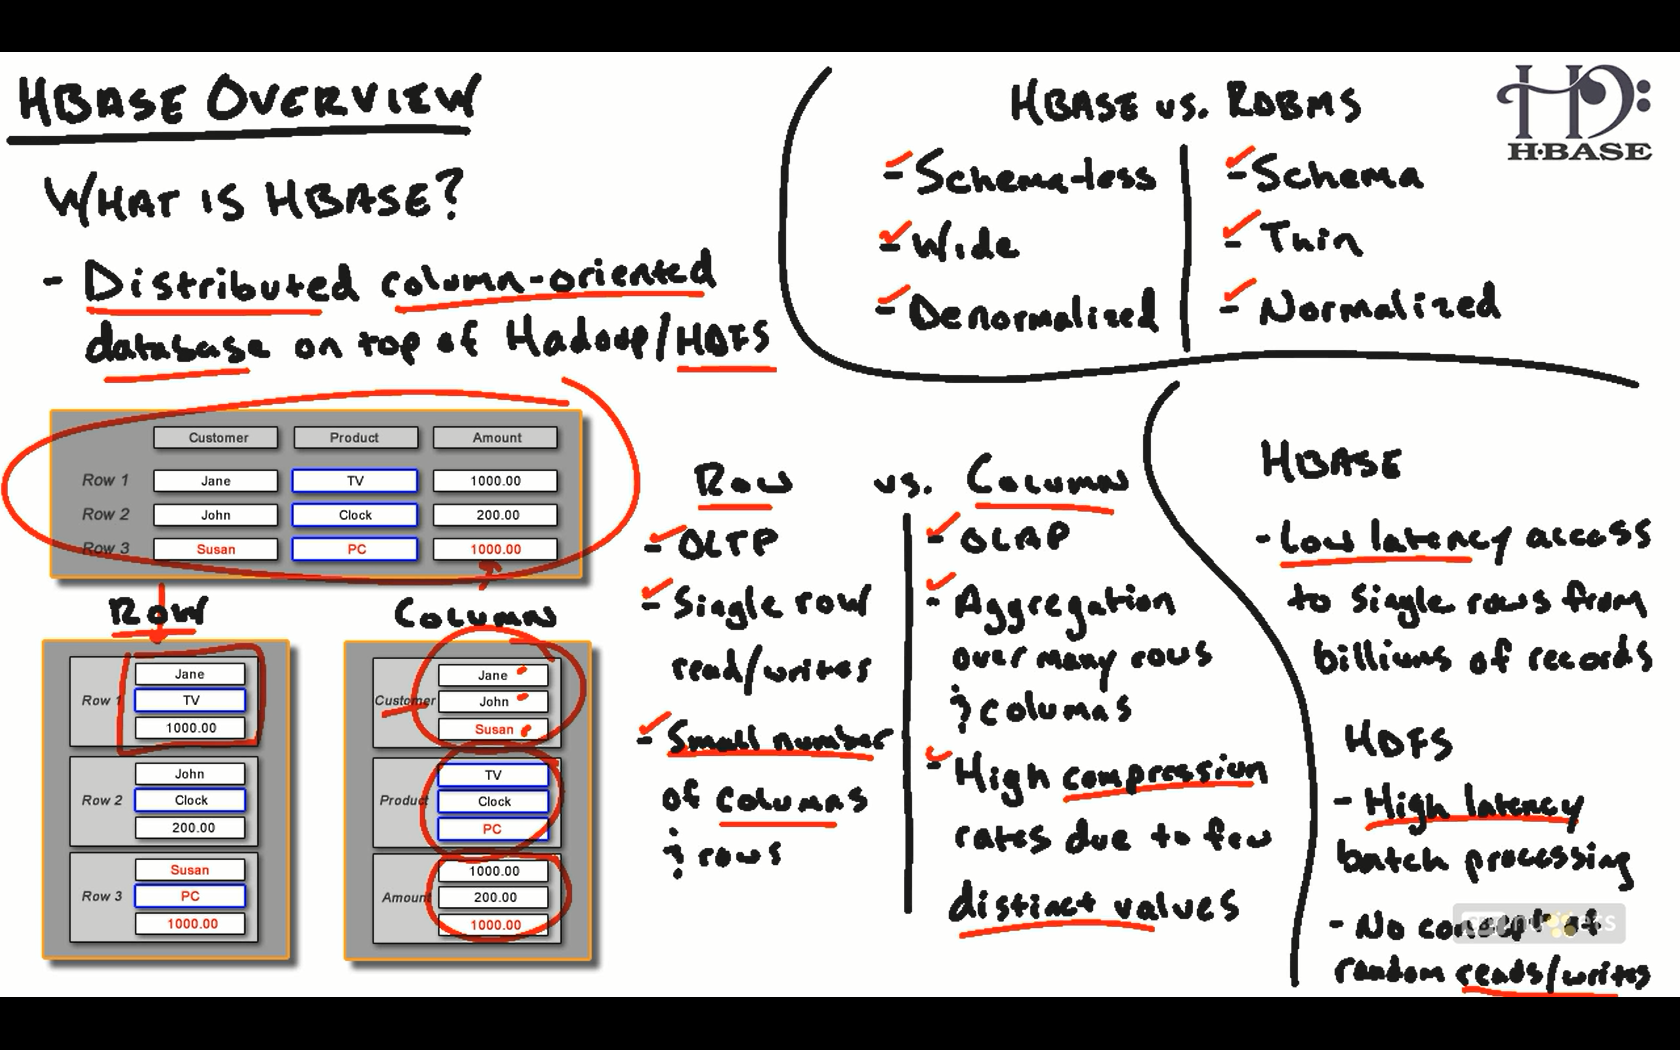 HBASE OVERVIEW
WHAT IS HBASE?
- Distributed column-oriented
database on top of Hadoop/HDFS
Customer Product Amount
Row 1 Jane TV 1000.00
Row 2 John Clock 200.00
Row 3 Susan PC 1000.00
ROW
Row 1
Jane
TV
1000.00
Row 2
John
Clock
200.00
Row 3
Susan
PC
1000.00
COLUMN
Customer
Jane
John
Susan
Product
TV
Clock
PC
Amount
1000.00
200.00
1000.00
HBASE vs. RDBMS
- Schema-less
- Wide
- Denormalized
- Schema
- Thin
- Normalized
H·BASE
Row vs. Column
- OLTP
- Single row
read/writes
- Small number
of columns
& rows
- OLAP
- Aggregation
over many rows
& columns
- High compression
rates due to few
distinct values
HBASE
- Low latency access
to single rows from
billions of records
HDFS
- High latency
batch processing
- No concept of
random reads/writes